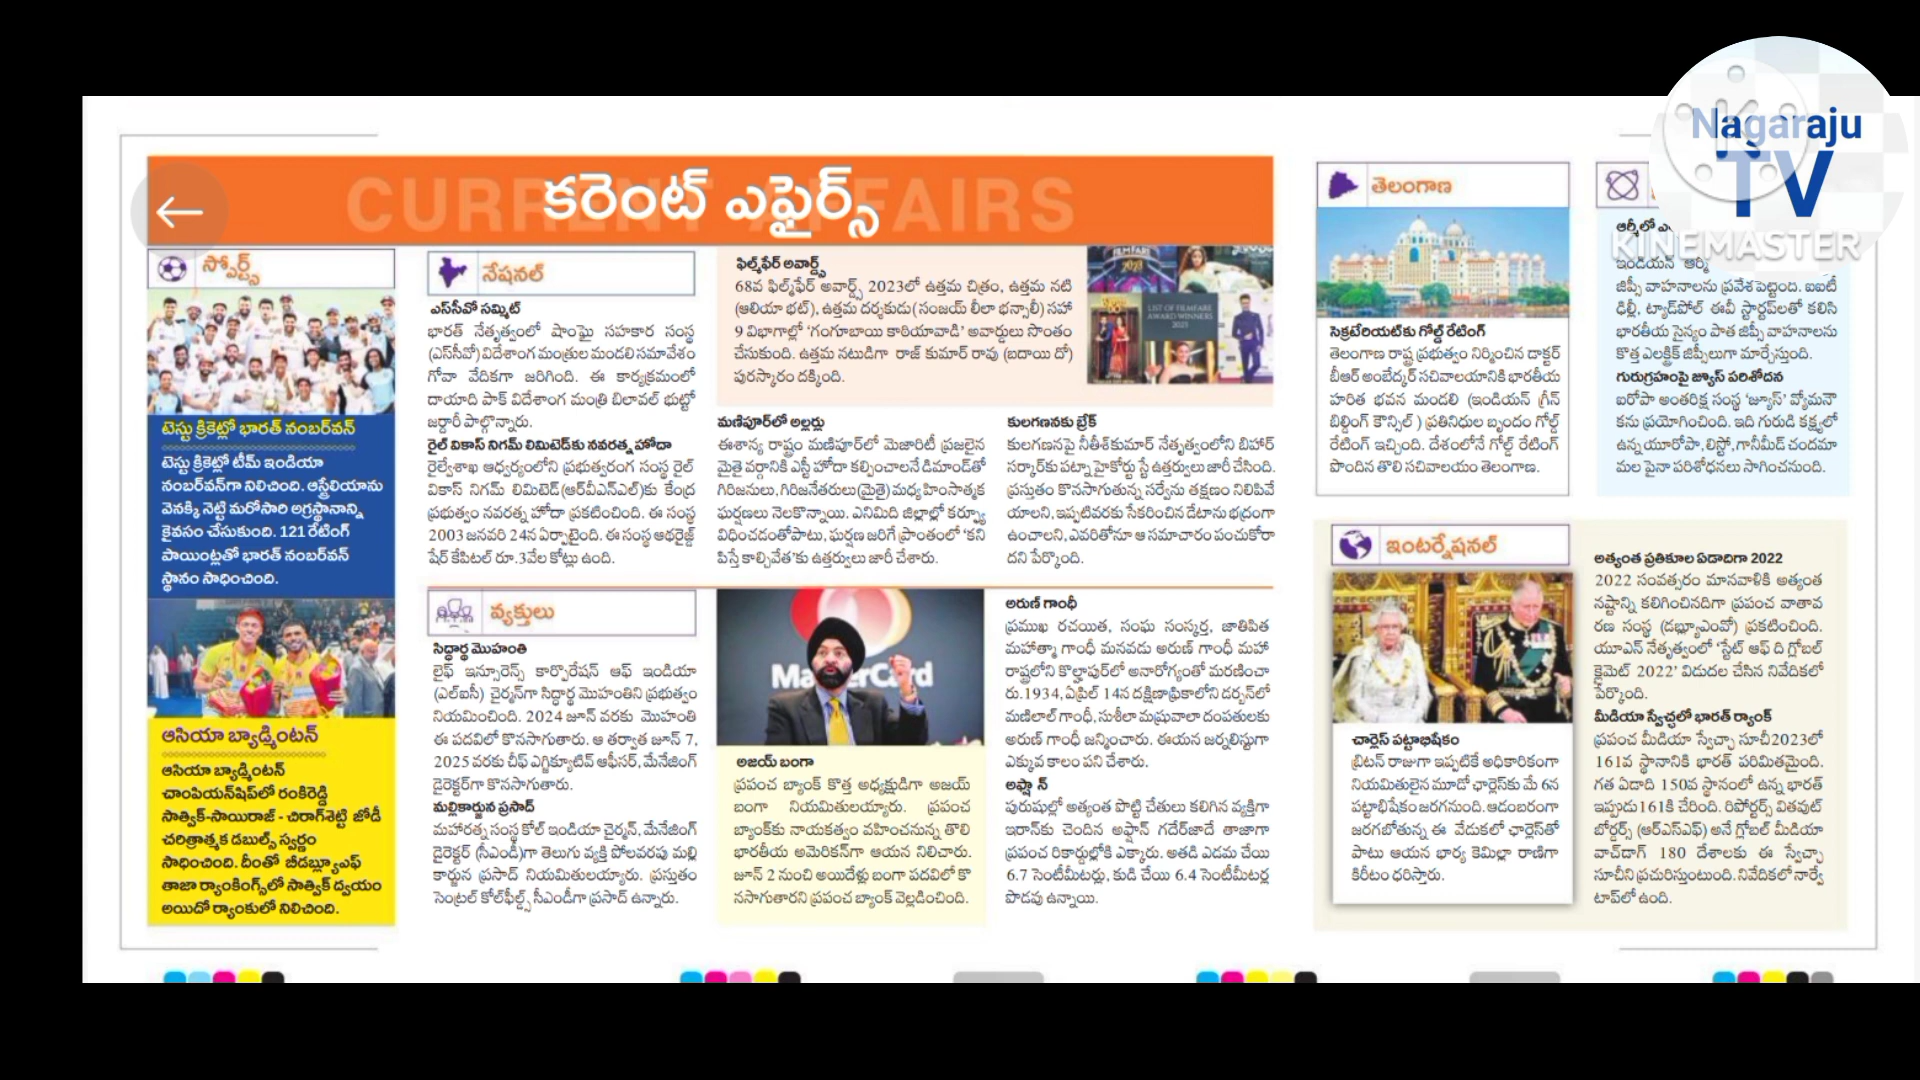 Nagaraju
TV
KINEMASTER
CURRENT AFFAIRS
కరెంట్ ఎఫైర్స్
స్పోర్ట్స్
టెస్టు క్రికెట్లో భారత్ నంబర్‌వన్
టెస్టు క్రికెట్లో టీమ్ ఇండియా
నంబర్‌వన్‌గా నిలిచింది. ఆస్ట్రేలియాను
వెనక్కి నెట్టి మరోసారి అగ్రస్థానాన్ని
కైవసం చేసుకుంది. 121 రేటింగ్
పాయింట్లతో భారత్ నంబర్‌వన్
స్థానం సాధించింది.
ఆసియా బ్యాడ్మింటన్
ఆసియా బ్యాడ్మింటన్
చాంపియన్‌షిప్‌లో రంకిరెడ్డి
సాత్విక్-సాయిరాజ్ - చిరాగ్‌శెట్టి జోడీ
చరిత్రాత్మక డబుల్స్ స్వర్ణం
సాధించింది. దీంతో బీడబ్ల్యూఎఫ్
తాజా ర్యాంకింగ్స్‌లో సాత్విక్ ద్వయం
అయిదో ర్యాంకులో నిలిచింది.
నేషనల్
ఎస్‌సీవో సమ్మిట్
భారత్ నేతృత్వంలో షాంఘై సహకార సంస్థ
(ఎస్‌సీవో) విదేశాంగ మంత్రుల మండలి సమావేశం
గోవా వేదికగా జరిగింది. ఈ కార్యక్రమంలో
దాయాది పాక్ విదేశాంగ మంత్రి బిలావల్ భుట్టో
జర్దారీ పాల్గొన్నారు.
రైల్ వికాస్ నిగమ్ లిమిటెడ్‌కు నవరత్న హోదా
రైల్వేశాఖ ఆధ్వర్యంలోని ప్రభుత్వరంగ సంస్థ రైల్
వికాస్ నిగమ్ లిమిటెడ్(ఆర్‌వీఎన్‌ఎల్)కు కేంద్ర
ప్రభుత్వం నవరత్న హోదా ప్రకటించింది. ఈ సంస్థ
2003 జనవరి 24న ఏర్పాటైంది. ఈ సంస్థ ఆథరైజ్డ్
షేర్ కేపిటల్ రూ.3వేల కోట్లు ఉంది.
ఫిల్మ్‌ఫేర్ అవార్డ్స్
68వ ఫిల్మ్‌ఫేర్ అవార్డ్స్ 2023లో ఉత్తమ చిత్రం, ఉత్తమ నటి
(ఆలియా భట్), ఉత్తమ దర్శకుడు(సంజయ్ లీలా భన్సాలీ) సహా
9 విభాగాల్లో ‘గంగూబాయి కాఠియావాడి’ అవార్డులు సొంతం
చేసుకుంది. ఉత్తమ నటుడిగా రాజ్ కుమార్ రావు (బదాయి దో)
పురస్కారం దక్కింది.
FILMFARE
2023
LIST OF FILMFARE
AWARD WINNERS
2023
మణిపూర్‌లో అల్లర్లు
ఈశాన్య రాష్ట్రం మణిపూర్‌లో మెజారిటీ ప్రజలైన
మైతై వర్గానికి ఎస్టీ హోదా కల్పించాలనే డిమాండ్‌తో
గిరిజనులు, గిరిజనేతరులు(మైతై) మధ్య హింసాత్మక
ఘర్షణలు నెలకొన్నాయి. ఎనిమిది జిల్లాల్లో కర్ఫ్యూ
విధించడంతోపాటు, ఘర్షణ జరిగే ప్రాంతంలో ‘కని
పిస్తే కాల్చివేత’కు ఉత్తర్వులు జారీ చేశారు.
కులగణనకు బ్రేక్
కులగణనపై నీతీశ్‌కుమార్ నేతృత్వంలోని బిహార్
సర్కార్‌కు పట్నా హైకోర్టు స్టే ఉత్తర్వులు జారీ చేసింది.
ప్రస్తుతం కొనసాగుతున్న సర్వేను తక్షణం నిలిపివే
యాలని, ఇప్పటివరకు సేకరించిన డేటాను భద్రంగా
ఉంచాలని, ఎవరితోనూ ఆ సమాచారం పంచుకోరా
దని పేర్కొంది.
వ్యక్తులు
సిద్ధార్థ మొహంతి
లైఫ్ ఇన్సూరెన్స్ కార్పొరేషన్ ఆఫ్ ఇండియా
(ఎల్ఐసీ) చైర్మన్‌గా సిద్ధార్థ మొహంతిని ప్రభుత్వం
నియమించింది. 2024 జూన్ వరకు మొహంతి
ఈ పదవిలో కొనసాగుతారు. ఆ తర్వాత జూన్ 7,
2025 వరకు చీఫ్ ఎగ్జిక్యూటివ్ ఆఫీసర్, మేనేజింగ్
డైరెక్టర్‌గా కొనసాగుతారు.
మల్లికార్జున ప్రసాద్
మహారత్న సంస్థ కోల్ ఇండియా చైర్మన్, మేనేజింగ్
డైరెక్టర్ (సీఎండీ)గా తెలుగు వ్యక్తి పోలవరపు మల్లి
కార్జున ప్రసాద్ నియమితులయ్యారు. ప్రస్తుతం
సెంట్రల్ కోల్‌ఫీల్డ్స్ సీఎండీగా ప్రసాద్ ఉన్నారు.
MasterCard
అజయ్ బంగా
ప్రపంచ బ్యాంక్ కొత్త అధ్యక్షుడిగా అజయ్
బంగా నియమితులయ్యారు. ప్రపంచ
బ్యాంక్‌కు నాయకత్వం వహించనున్న తొలి
భారతీయ అమెరికన్‌గా ఆయన నిలిచారు.
జూన్ 2 నుంచి అయిదేళ్లు బంగా పదవిలో కొ
నసాగుతారని ప్రపంచ బ్యాంక్ వెల్లడించింది.
అరుణ్ గాంధీ
ప్రముఖ రచయిత, సంఘ సంస్కర్త, జాతిపిత
మహాత్మా గాంధీ మనవడు అరుణ్ గాంధీ మహా
రాష్ట్రలోని కొల్హాపుర్‌లో అనారోగ్యంతో మరణించా
రు.1934, ఏప్రిల్ 14న దక్షిణాఫ్రికాలోని డర్బన్‌లో
మణిలాల్ గాంధీ, సుశీలా మష్రువాలా దంపతులకు
అరుణ్ గాంధీ జన్మించారు. ఈయన జర్నలిస్టుగా
ఎక్కువ కాలం పని చేశారు.
అఫ్షాన్
పురుషుల్లో అత్యంత పొట్టి చేతులు కలిగిన వ్యక్తిగా
ఇరాన్‌కు చెందిన అఫ్షాన్ గదేర్‌జాదే తాజాగా
ప్రపంచ రికార్డుల్లోకి ఎక్కారు. అతడి ఎడమ చేయి
6.7 సెంటీమీటర్లు, కుడి చేయి 6.4 సెంటీమీటర్ల
పొడవు ఉన్నాయి.
తెలంగాణ
సెక్రటేరియట్‌కు గోల్డ్ రేటింగ్
తెలంగాణ రాష్ట్ర ప్రభుత్వం నిర్మించిన డాక్టర్
బీఆర్ అంబేద్కర్ సచివాలయానికి భారతీయ
హరిత భవన మండలి (ఇండియన్ గ్రీన్
బిల్డింగ్ కౌన్సిల్ ) ప్రతినిధుల బృందం గోల్డ్
రేటింగ్ ఇచ్చింది. దేశంలోనే గోల్డ్ రేటింగ్
పొందిన తొలి సచివాలయం తెలంగాణ.
ఆర్మీలో
ఇండియన్ ఆర్మీ
జిప్సీ వాహనాలను ప్రవేశపెట్టింది. ఐఐటీ
ఢిల్లీ, ట్యాడ్‌పోల్ ఈవీ స్టార్టప్‌లతో కలిసి
భారతీయ సైన్యం పాత జిప్సీ వాహనాలను
కొత్త ఎలక్ట్రిక్ జిప్సీలుగా మార్చేస్తుంది.
గురుగ్రహంపై జ్యూస్ పరిశోధన
ఐరోపా అంతరిక్ష సంస్థ ‘జ్యూస్’ వ్యోమనౌ
కను ప్రయోగించింది. ఇది గురుడి కక్ష్యలో
ఉన్న యూరోపా, లిస్టో, గానీమీడ్ చందమా
మల పైనా పరిశోధనలు సాగించనుంది.
ఇంటర్నేషనల్
చార్లెస్ పట్టాభిషేకం
బ్రిటన్ రాజుగా ఇప్పటికే అధికారికంగా
నియమితులైన మూడో ఛార్లెస్‌కు మే 6న
పట్టాభిషేకం జరగనుంది. ఆడంబరంగా
జరగబోతున్న ఈ వేడుకలో ఛార్లెస్‌తో
పాటు ఆయన భార్య కెమిల్లా రాణిగా
కిరీటం ధరిస్తారు.
అత్యంత ప్రతికూల ఏడాదిగా 2022
2022 సంవత్సరం మానవాళికి అత్యంత
నష్టాన్ని కలిగించినదిగా ప్రపంచ వాతావ
రణ సంస్థ (డబ్ల్యూఎంవో) ప్రకటించింది.
యూఎన్ నేతృత్వంలో ‘స్టేట్ ఆఫ్ ది గ్లోబల్
క్లైమెట్ 2022’ విడుదల చేసిన నివేదికలో
పేర్కొంది.
మీడియా స్వేచ్ఛలో భారత్ ర్యాంక్
ప్రపంచ మీడియా స్వేచ్ఛా సూచీ2023లో
161వ స్థానానికి భారత్ పరిమితమైంది.
గత ఏడాది 150వ స్థానంలో ఉన్న భారత్
ఇప్పుడు 161కి చేరింది. రిపోర్టర్స్ వితవుట్
బోర్డర్స్ (ఆర్‌ఎస్‌ఎఫ్) అనే గ్లోబల్ మీడియా
వాచ్‌డాగ్ 180 దేశాలకు ఈ స్వేచ్ఛా
సూచీని ప్రచురిస్తుంటుంది. నివేదికలో నార్వే
టాప్‌లో ఉంది.